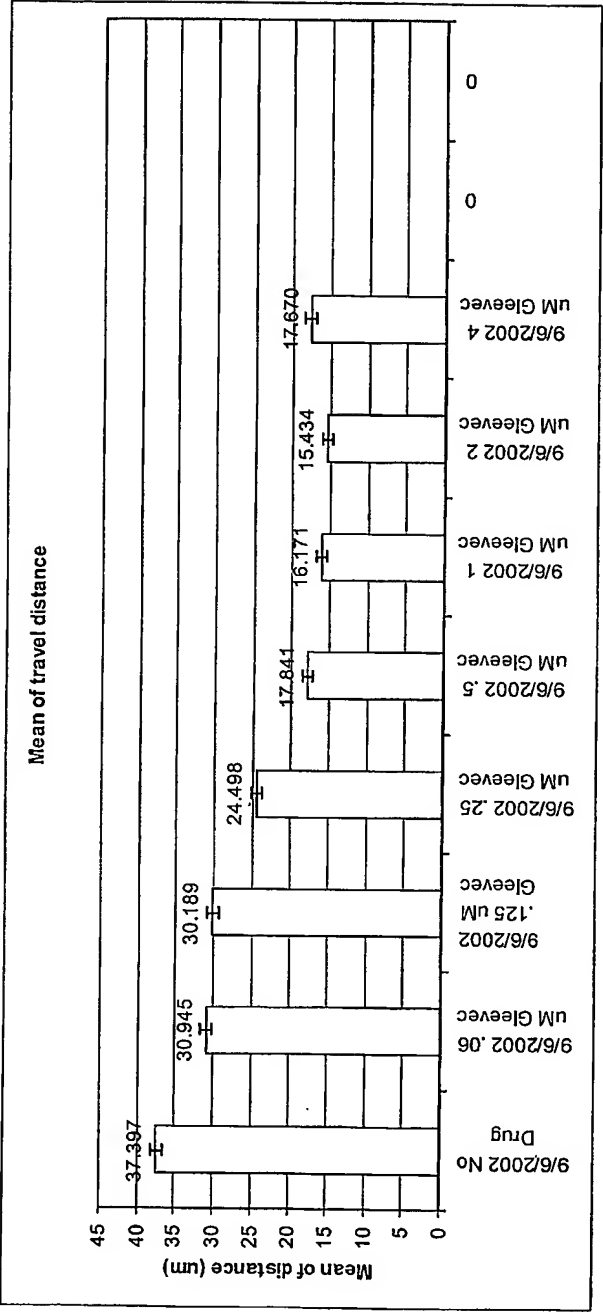 Mean of travel distance
Mean of distance (um)
45
40
35
30
25
20
15
10
5
0
37.397
30.945
30.189
24.498
17.841
16.171
15.434
17.670
9/6/2002 No
Drug
9/6/2002 .06
uM Gleevec
9/6/2002
.125 uM
Gleevec
9/6/2002 .25
uM Gleevec
9/6/2002 .5
uM Gleevec
9/6/2002 1
uM Gleevec
9/6/2002 2
uM Gleevec
9/6/2002 4
uM Gleevec
0
0